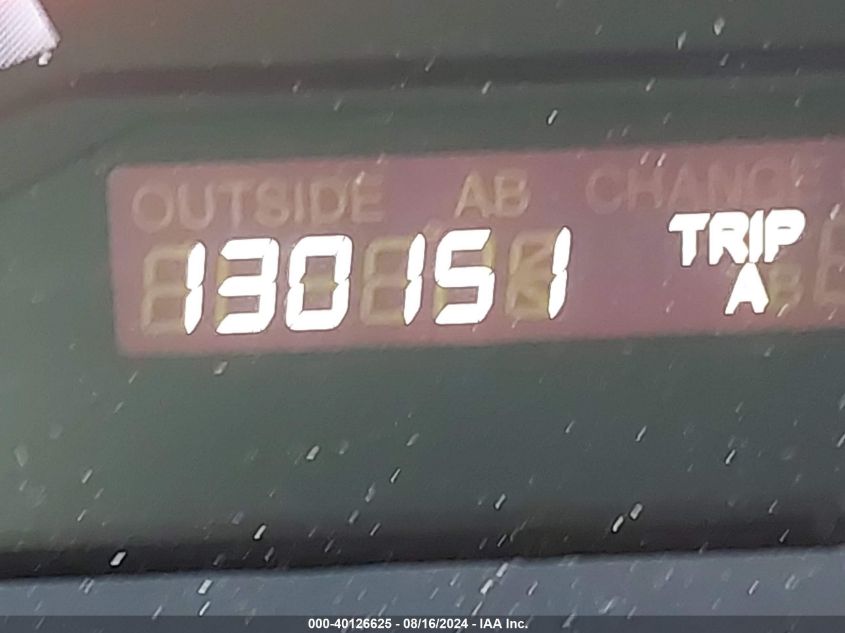 OUTSIDE AB CHANGE
130151 TRIP
A B
000-40126625 - 08/16/2024 - IAA Inc.